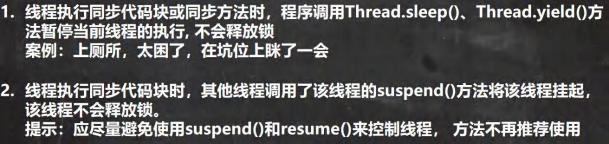 1. 线程执行同步代码块或同步方法时，程序调用Thread.sleep()、Thread.yield()方
法暂停当前线程的执行,不会释放锁
案例：上厕所，太困了，在坑位上眯了一会
2. 线程执行同步代码块时，其他线程调用了该线程的suspend()方法将该线程挂起，
该线程不会释放锁。
提示：应尽量避免使用suspend()和resume()来控制线程， 方法不再推荐使用